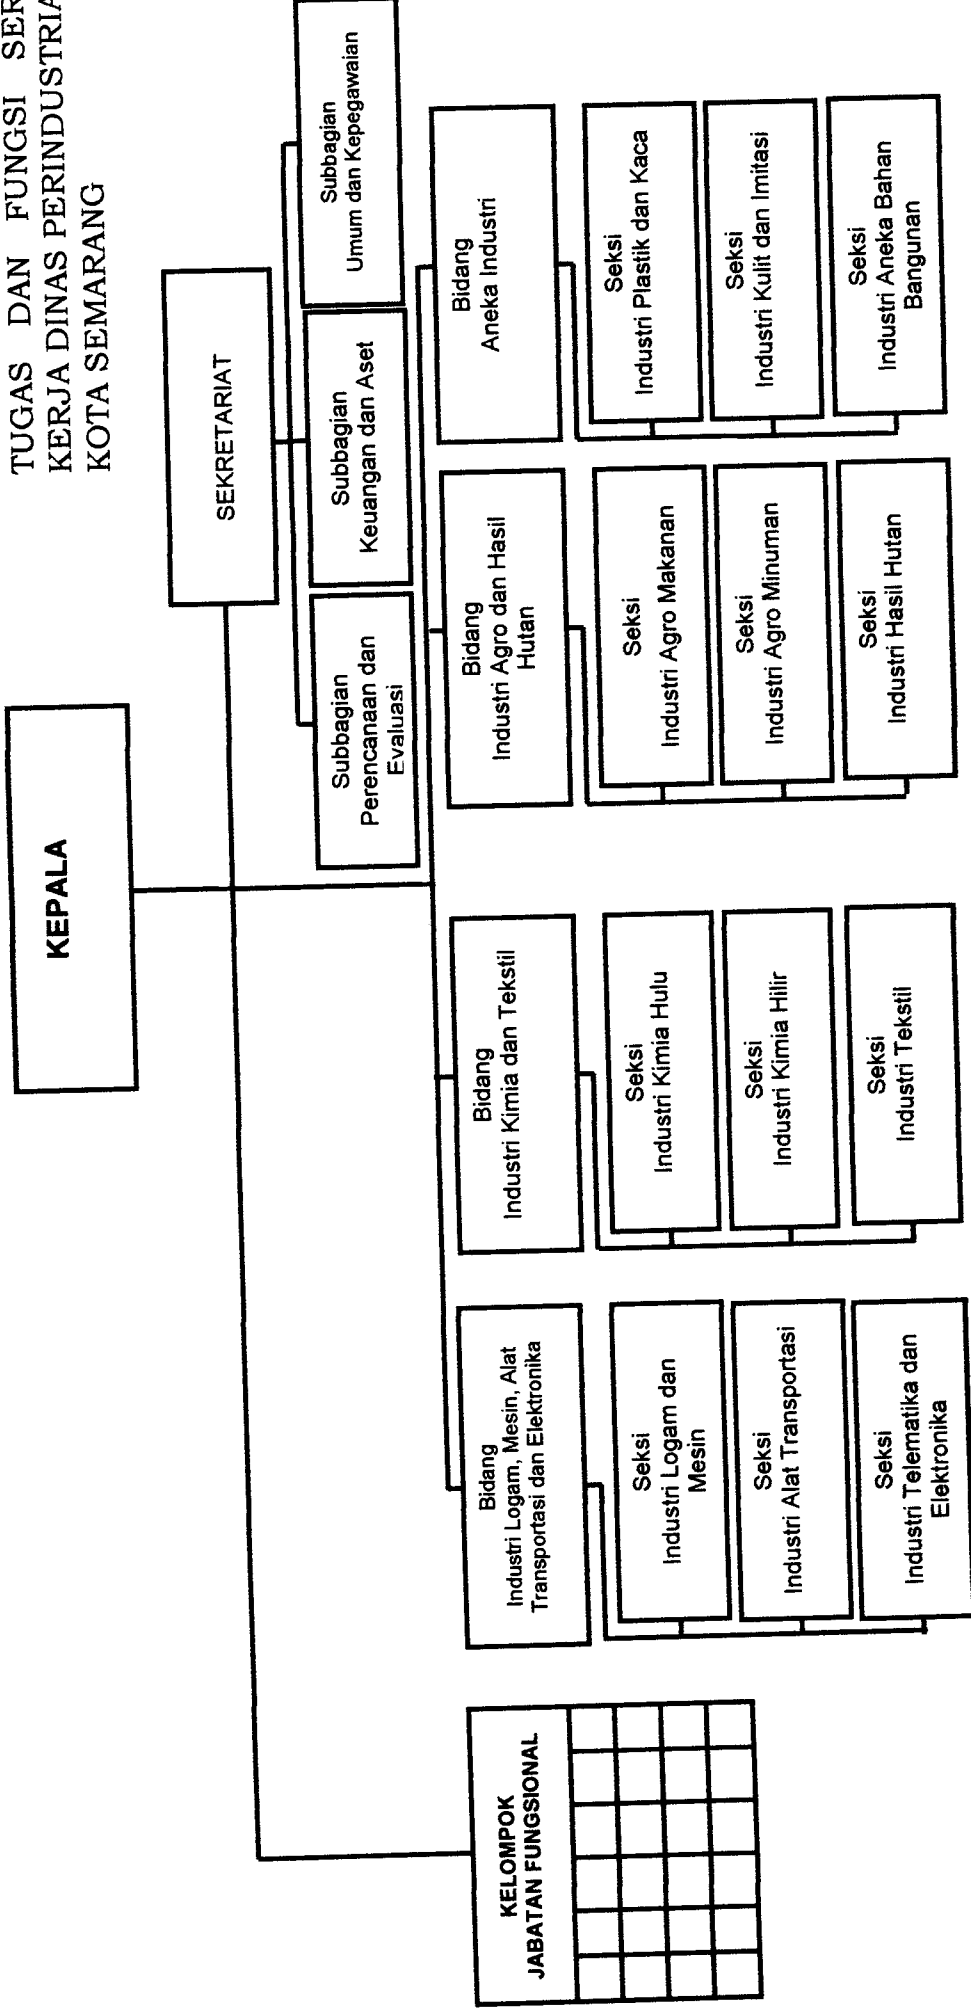 TUGAS DAN FUNGSI
KERJA DINAS
KOTA SEMARANG
KEPALA
SEKRETARIAT
Subbagian
Perencanaan dan
Evaluasi
Subbagian
Keuangan dan Aset
Subbagian
Umum dan Kepegawaian
KELOMPOK
JABATAN FUNGSIONAL
Bidang
Industri Logam, Mesin, Alat
Transportasi dan Elektronika
Seksi
Industri Logam dan
Mesin
Seksi
Industri Alat Transportasi
Seksi
Industri Telematika dan
Elektronika
Bidang
Industri Kimia dan Tekstil
Seksi
Industri Kimia Hulu
Seksi
Industri Kimia Hilir
Seksi
Industri Tekstil
Bidang
Industri Agro dan Hasil
Hutan
Seksi
Industri Agro Makanan
Seksi
Industri Agro Minuman
Seksi
Industri Hasil Hutan
Bidang
Aneka Industri
Seksi
Industri Plastik dan Kaca
Seksi
Industri Kulit dan Imitasi
Seksi
Industri Aneka Bahan
Bangunan